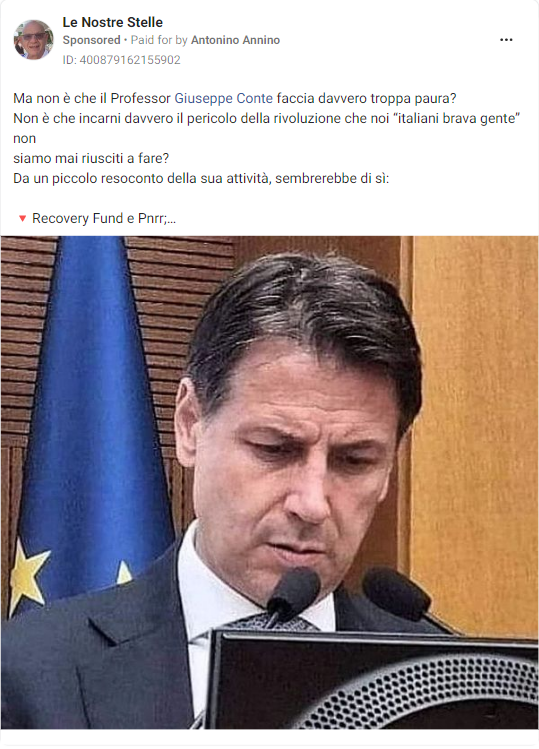 Le Nostre Stelle
Sponsored • Paid for by Antonino Annino
ID: 400879162155902
Ma non è che il Professor Giuseppe Conte faccia davvero troppa paura?
Non è che incarni davvero il pericolo della rivoluzione che noi “italiani brava gente”
non
siamo mai riusciti a fare?
Da un piccolo resoconto della sua attività, sembrerebbe di sì:
🔻 Recovery Fund e Pnrr;...